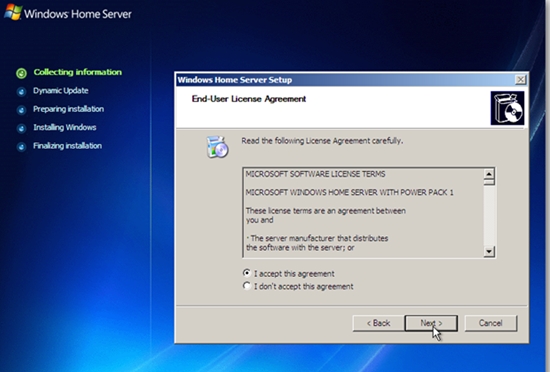 Windows Home Server
Collecting information
Dynamic Update
Preparing installation
Installing Windows
Finalizing installation
Windows Home Server Setup
End-User License Agreement
Read the following License Agreement carefully.
MICROSOFT SOFTWARE LICENSE TERMS
MICROSOFT WINDOWS HOME SERVER WITH POWER PACK 1
These license terms are an agreement between
you and
· The server manufacturer that distributes
the software with the server; or
I accept this agreement
I don't accept this agreement
< Back
Next >
Cancel